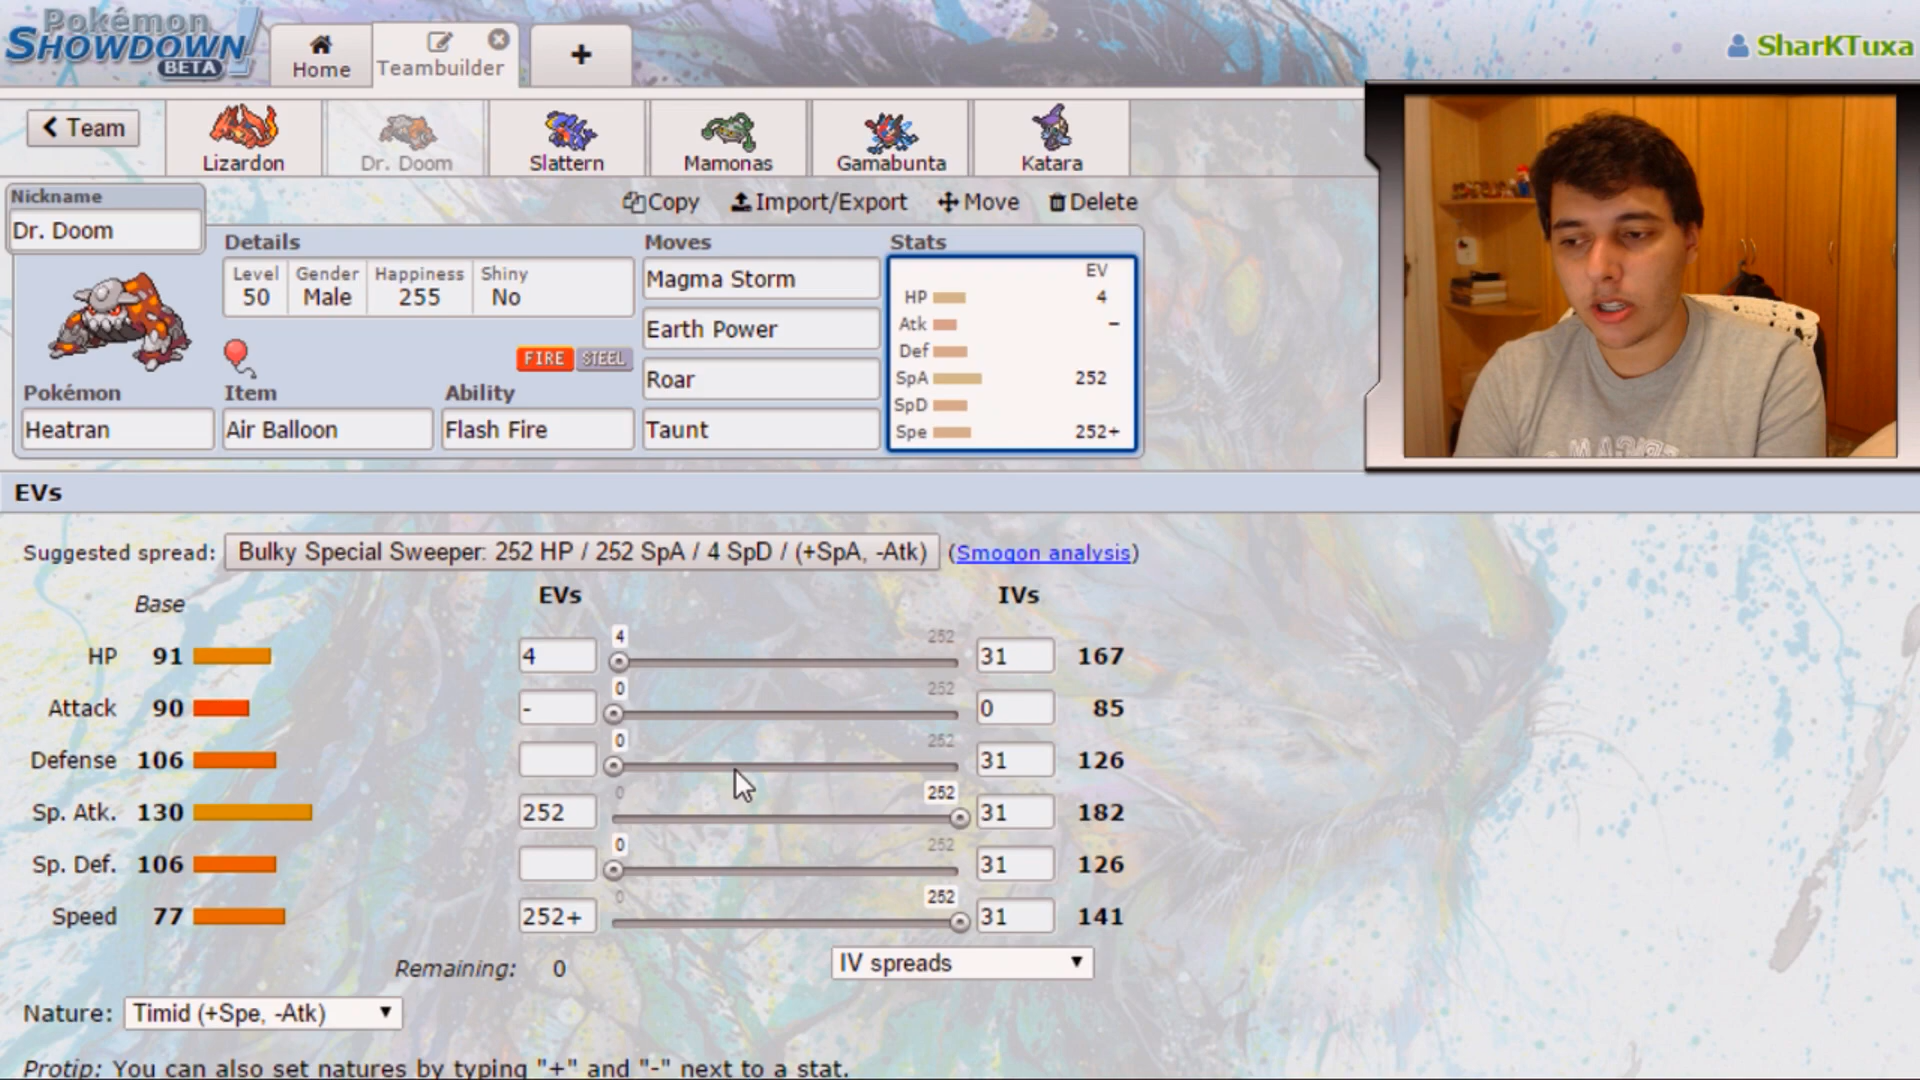 Pokémon
SHOWDOWN!
BETA
Home
Teambuilder
+
SharKTuxa
Team
Lizardon
Dr. Doom
Slattern
Mamonas
Gamabunta
Katara
Nickname
Dr. Doom
Copy Import/Export Move Delete
Details
Level Gender Happiness Shiny
50 Male 255 No
FIRE STEEL
Pokémon Item Ability
Heatran Air Balloon Flash Fire
Moves
Magma Storm
Earth Power
Roar
Taunt
Stats
EV
HP 4
Atk –
Def
SpA 252
SpD
Spe 252+
EVs
Suggested spread: Bulky Special Sweeper: 252 HP / 252 SpA / 4 SpD / (+SpA, -Atk) (Smogon analysis)
Base EVs IVs
4 252
HP 91 4 31 167
0 252
Attack 90 - 0 85
0 252
Defense 106 31 126
0 252
Sp. Atk. 130 252 31 182
0 252
Sp. Def. 106 31 126
0 252
Speed 77 252+ 31 141
Remaining: 0 IV spreads
Nature: Timid (+Spe, -Atk)
Protip: You can also set natures by typing "+" and "-" next to a stat.